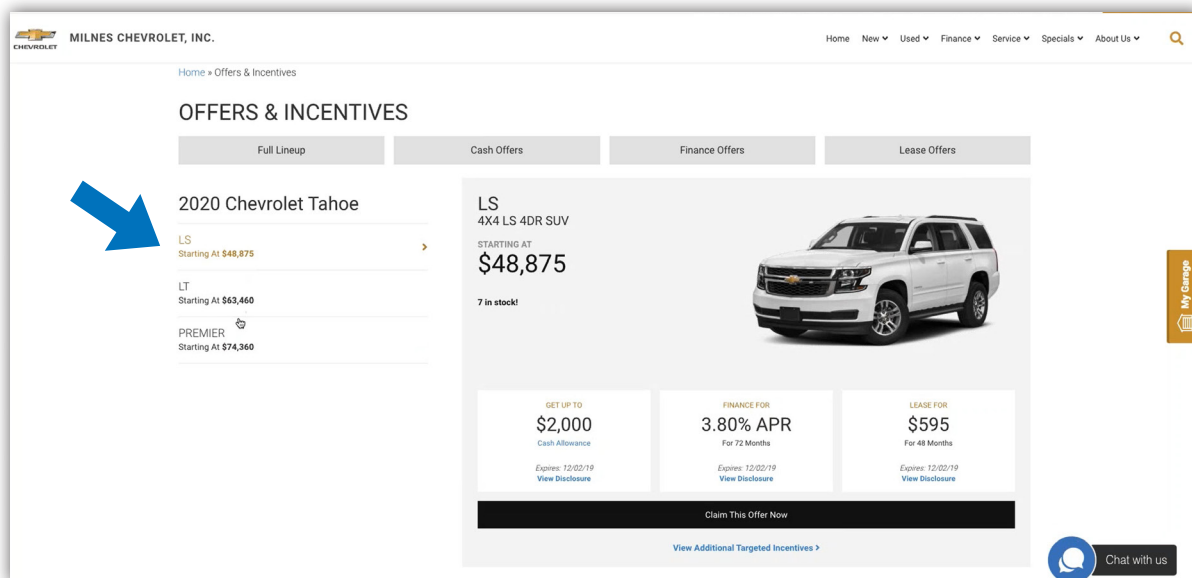 CHEVROLET
MILNES CHEVROLET, INC.
Home New Used Finance Service Specials About Us
Home » Offers & Incentives
OFFERS & INCENTIVES
Full Lineup Cash Offers Finance Offers Lease Offers
2020 Chevrolet Tahoe
LS
Starting At $48,875
LT
Starting At $63,460
PREMIER
Starting At $74,360
LS
4X4 LS 4DR SUV
STARTING AT
$48,875
7 in stock!
GET UP TO
$2,000
Cash Allowance
Expires: 12/02/19
View Disclosure
FINANCE FOR
3.80% APR
For 72 Months
Expires: 12/02/19
View Disclosure
LEASE FOR
$595
For 48 Months
Expires: 12/02/19
View Disclosure
Claim This Offer Now
View Additional Targeted Incentives >
My Garage
Chat with us